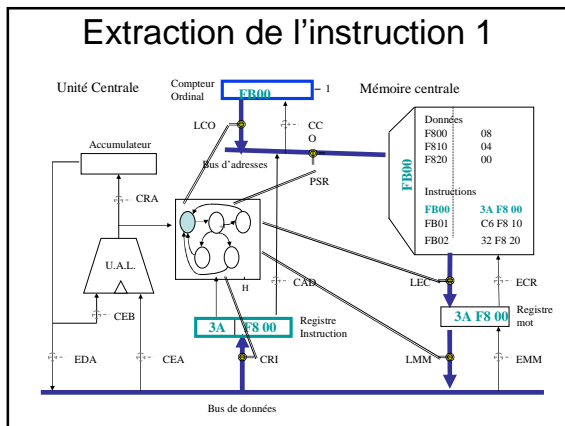 Extraction de l'instruction 1
Unité Centrale
Compteur
Ordinal
FB00
1
Mémoire centrale
LCO
CC
O
Bus d'adresses
PSR
FB00
Données
F800 08
F810 04
F820 00
Instructions
FB00 3A F8 00
FB01 C6 F8 10
FB02 32 F8 20
Accumulateur
CRA
U.A.L.
H
CAD
LEC
ECR
CEB
3A F8 00
Registre
Instruction
3A F8 00
Registre
mot
EDA
CEA
CRI
LMM
EMM
Bus de données